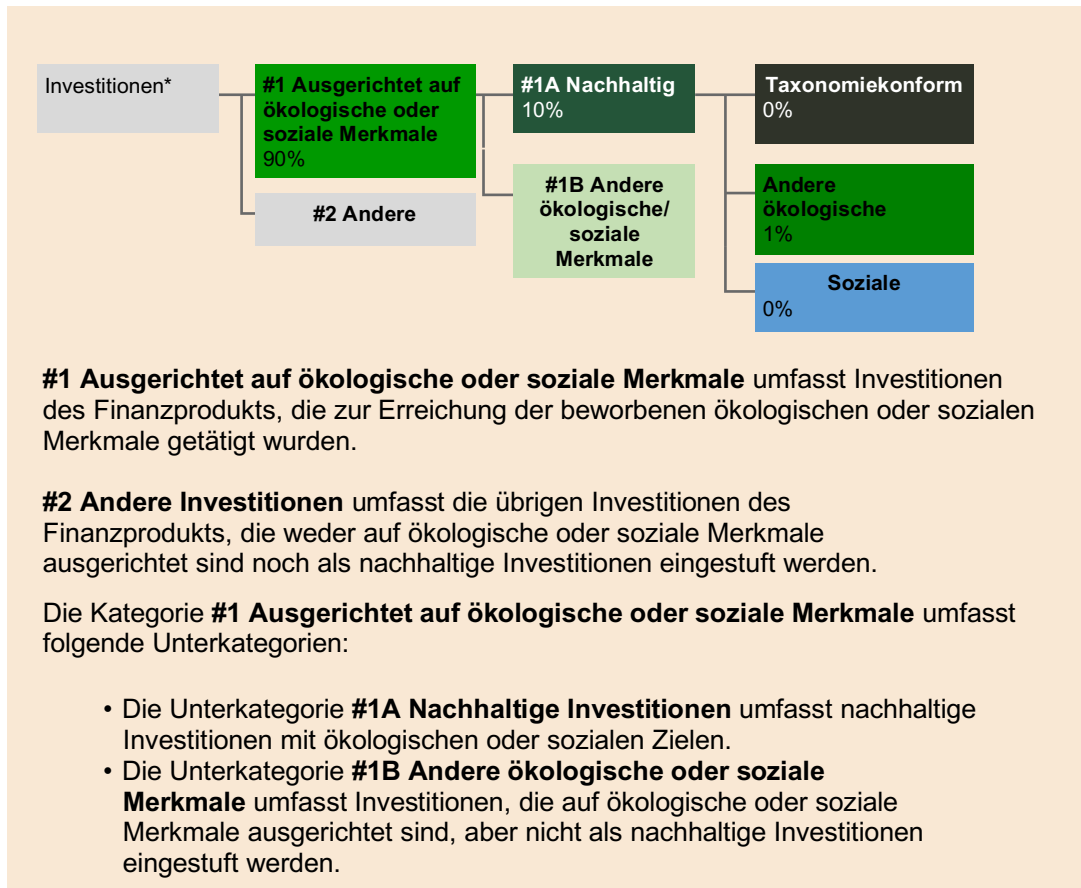 Investitionen*
#1 Ausgerichtet auf
ökologische oder
soziale Merkmale
90%
#2 Andere
#1A Nachhaltig
10%
#1B Andere
ökologische/
soziale
Merkmale
Taxonomiekonform
0%
Andere
ökologische
1%
Soziale
0%
#1 Ausgerichtet auf ökologische oder soziale Merkmale umfasst Investitionen
des Finanzprodukts, die zur Erreichung der beworbenen ökologischen oder sozialen
Merkmale getätigt wurden.
#2 Andere Investitionen umfasst die übrigen Investitionen des
Finanzprodukts, die weder auf ökologische oder soziale Merkmale
ausgerichtet sind noch als nachhaltige Investitionen eingestuft werden.
Die Kategorie #1 Ausgerichtet auf ökologische oder soziale Merkmale umfasst
folgende Unterkategorien:
• Die Unterkategorie #1A Nachhaltige Investitionen umfasst nachhaltige
Investitionen mit ökologischen oder sozialen Zielen.
• Die Unterkategorie #1B Andere ökologische oder soziale
Merkmale umfasst Investitionen, die auf ökologische oder soziale
Merkmale ausgerichtet sind, aber nicht als nachhaltige Investitionen
eingestuft werden.